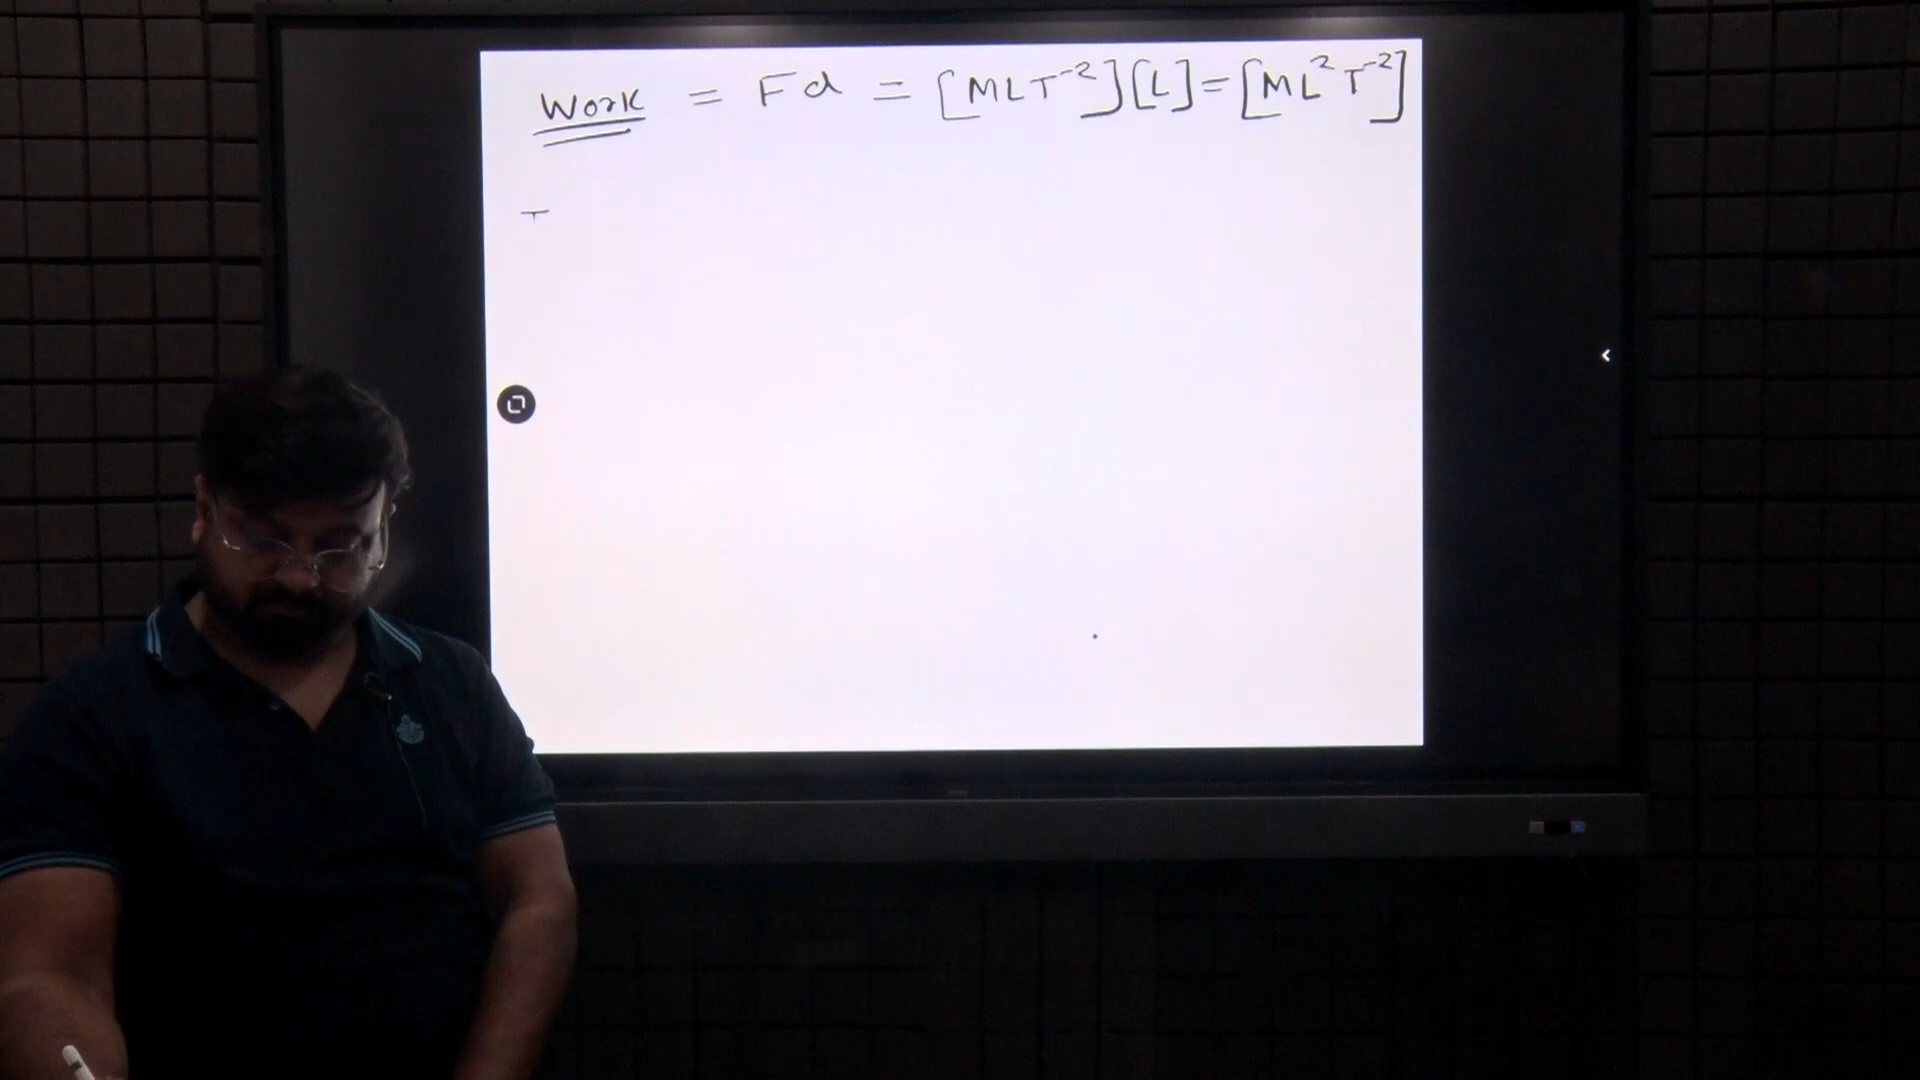 Work = Fd = [MLT⁻²][L] = [ML²T⁻²]
T